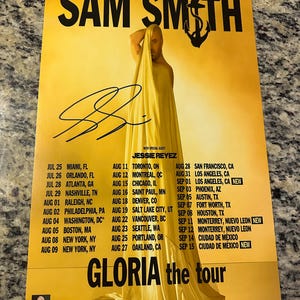 SAM SMITH
WITH SPECIAL GUEST
JESSIE REYEZ
JUL 25 MIAMI, FL
JUL 26 ORLANDO, FL
JUL 28 ATLANTA, GA
JUL 29 NASHVILLE, TN
AUG 01 RALEIGH, NC
AUG 02 PHILADELPHIA, PA
AUG 04 WASHINGTON, DC*
AUG 05 BOSTON, MA
AUG 08 NEW YORK, NY
AUG 09 NEW YORK, NY
AUG 11 TORONTO, ON
AUG 12 MONTREAL, QC
AUG 15 CHICAGO, IL
AUG 16 SAINT PAUL, MN
AUG 18 DENVER, CO
AUG 19 SALT LAKE CITY, UT
AUG 22 VANCOUVER, BC
AUG 23 SEATTLE, WA
AUG 25 PORTLAND, OR
AUG 27 OAKLAND, CA
AUG 28 SAN FRANCISCO, CA
AUG 31 LOS ANGELES, CA
SEP 01 LOS ANGELES, CA NEW
SEP 03 PHOENIX, AZ
SEP 05 AUSTIN, TX
SEP 07 FORT WORTH, TX
SEP 08 HOUSTON, TX
SEP 11 MONTERREY, NUEVO LEON NEW
SEP 12 MONTERREY, NUEVO LEON
SEP 14 CIUDAD DE MÉXICO
SEP 15 CIUDAD DE MÉXICO NEW
GLORIA the tour